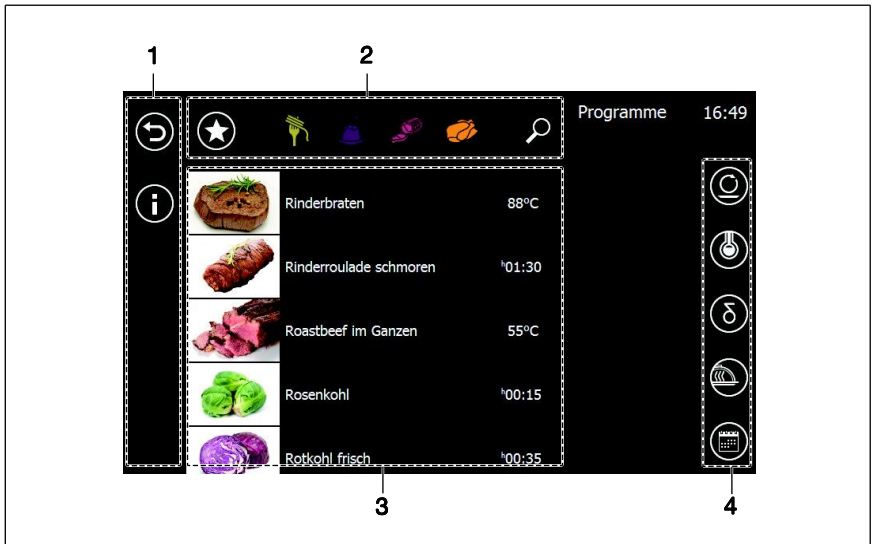 1
2
Programme 16:49
Rinderbraten 88°C
Rinderroulade schmoren h01:30
Roastbeef im Ganzen 55°C
Rosenkohl h00:15
Rotkohl frisch h00:35
3
4